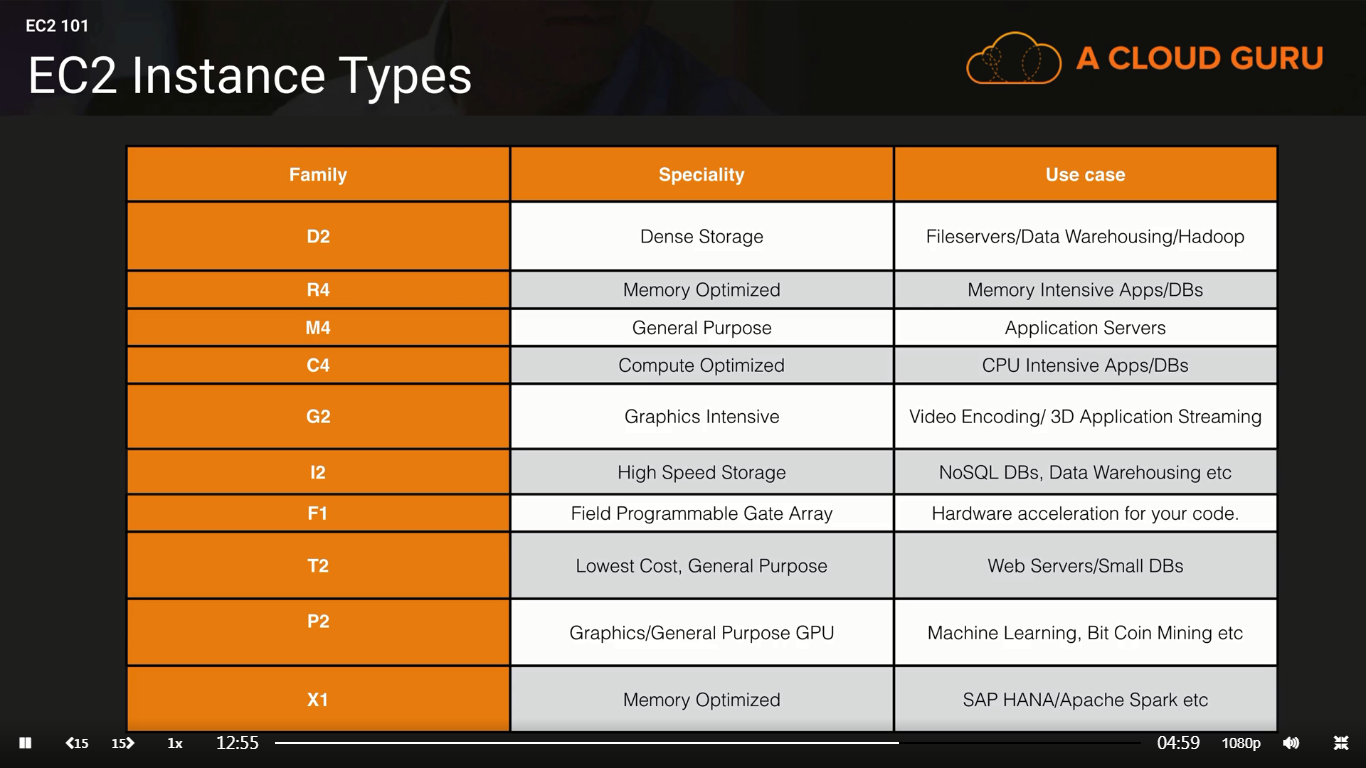 EC2 101
EC2 Instance Types
A CLOUD GURU
Family Speciality Use case
D2 Dense Storage Fileservers/Data Warehousing/Hadoop
R4 Memory Optimized Memory Intensive Apps/DBs
M4 General Purpose Application Servers
C4 Compute Optimized CPU Intensive Apps/DBs
G2 Graphics Intensive Video Encoding/ 3D Application Streaming
I2 High Speed Storage NoSQL DBs, Data Warehousing etc
F1 Field Programmable Gate Array Hardware acceleration for your code.
T2 Lowest Cost, General Purpose Web Servers/Small DBs
P2 Graphics/General Purpose GPU Machine Learning, Bit Coin Mining etc
X1 Memory Optimized SAP HANA/Apache Spark etc
15 15 1x 12:55 04:59 1080p